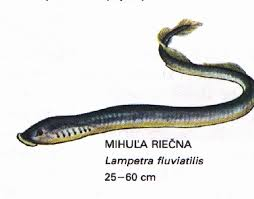 MIHUĽA RIEČNA
Lampetra fluviatilis
25–60 cm